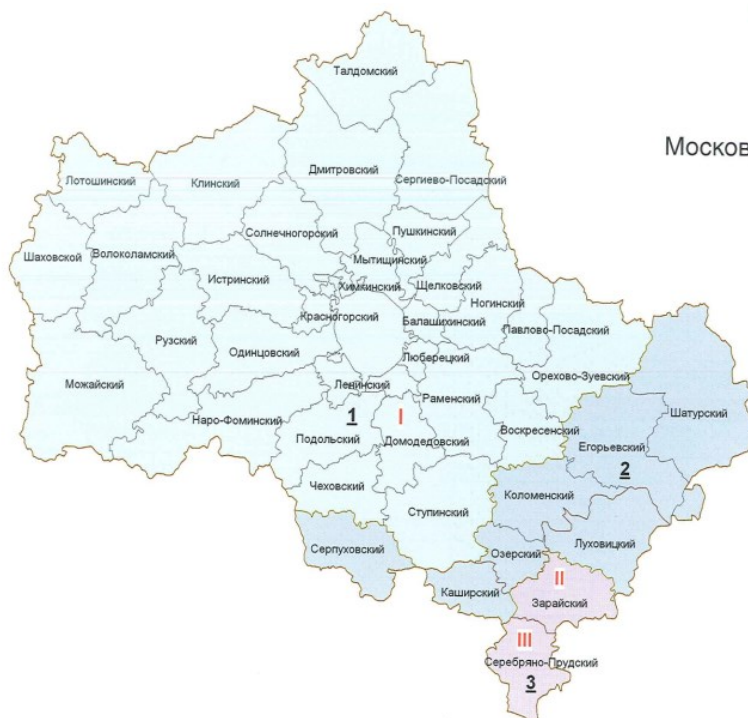 Талдомский
Москов
Дмитровский
Лотошинский
Клинский
Сергиево-Посадский
Солнечногорский
Пушкинский
Шаховской
Волоколамский
Мытищинский
Истринский
Химкинский
Щелковский
Ногинский
Красногорский
Балашихинский
Павлово-Посадский
Рузский
Одинцовский
Люберецкий
Можайский
Ленинский
Орехово-Зуевский
Раменский
Шатурский
Наро-Фоминский
1
I
Воскресенский
Подольский
Домодедовский
Егорьевский
2
Чеховский
Коломенский
Ступинский
Серпуховский
Озерский
Луховицкий
II
Каширский
Зарайский
III
Серебряно-Прудский
3